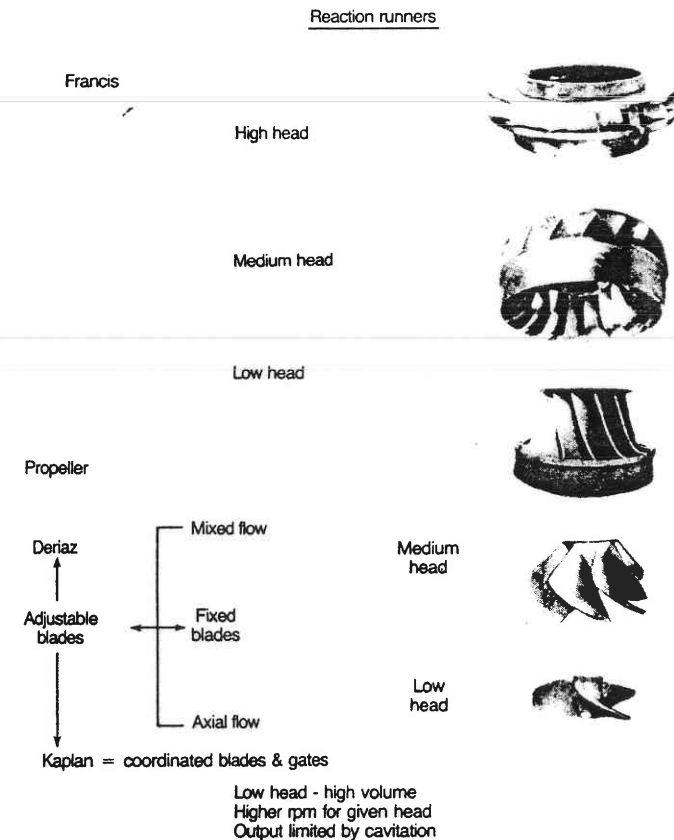 Reaction runners
Francis
High head
Medium head
Low head
Propeller
Mixed flow
Deriaz
Medium
head
Adjustable
blades
Fixed
blades
Low
head
Axial flow
Kaplan = coordinated blades & gates
Low head - high volume
Higher rpm for given head
Output limited by cavitation